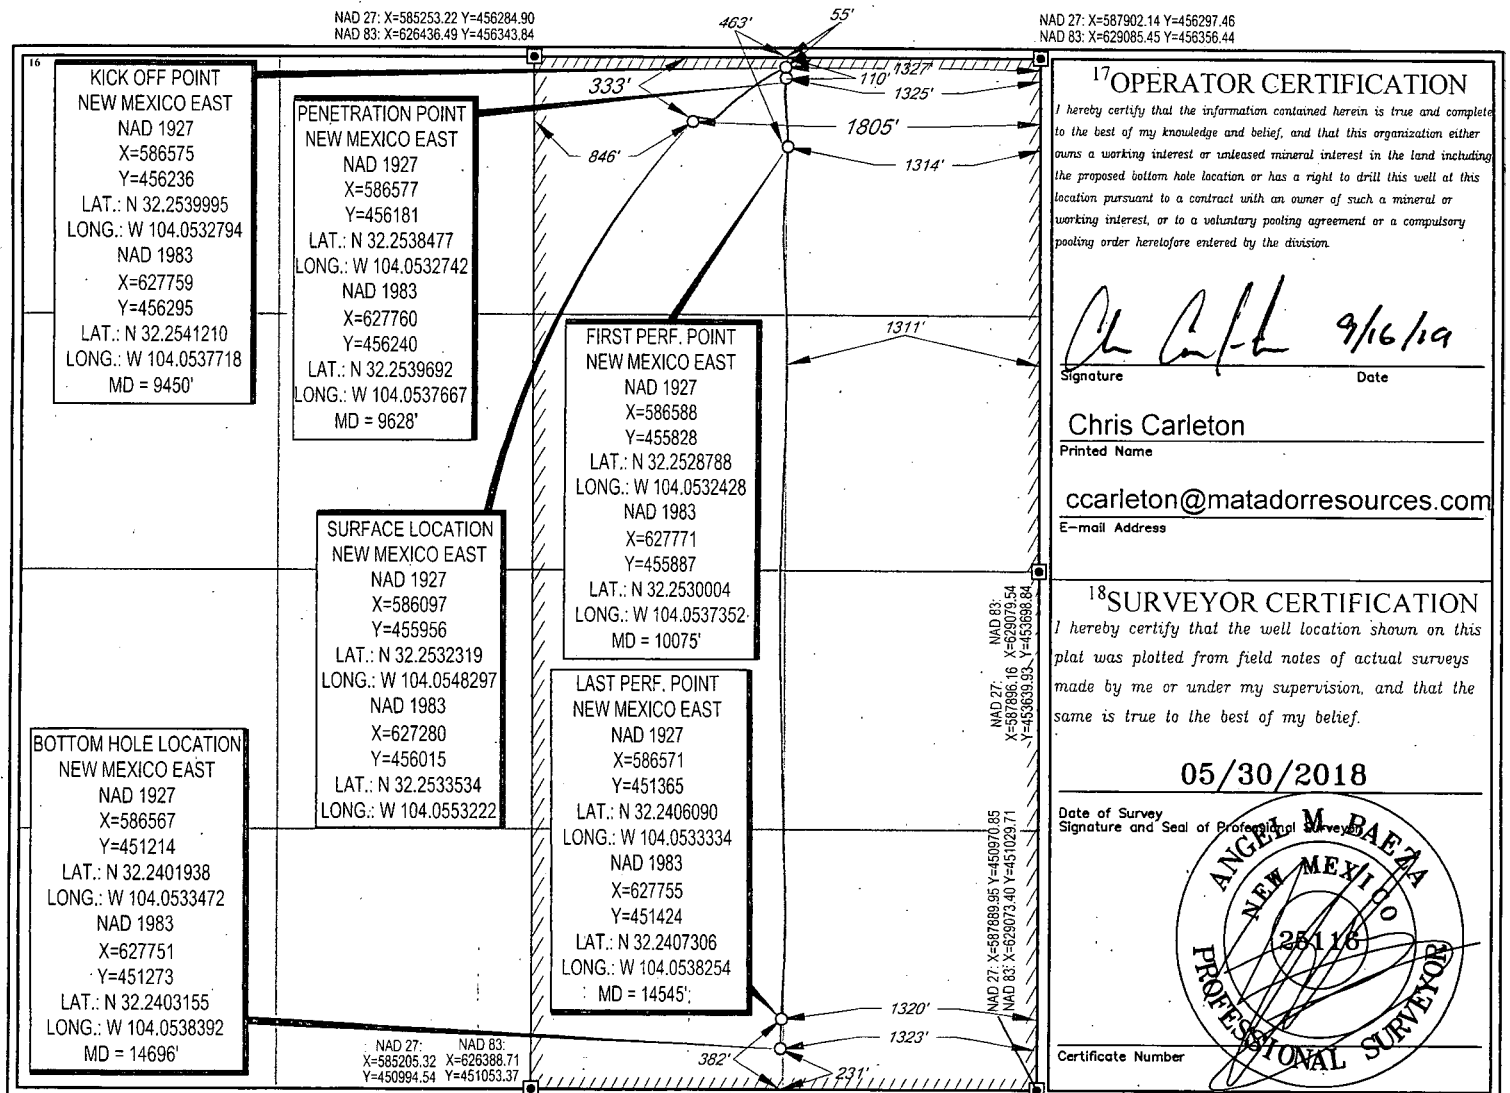 NAD 27: X=585253.22 Y=456284.90
NAD 83: X=626436.49 Y=456343.84
463'
55'
NAD 27: X=587902.14 Y=456297.46
NAD 83: X=629085.45 Y=456356.44
16
KICK OFF POINT
NEW MEXICO EAST
NAD 1927
X=586575
Y=456236
LAT.: N 32.2539995
LONG.: W 104.0532794
NAD 1983
X=627759
Y=456295
LAT.: N 32.2541210
LONG.: W 104.0537718
MD = 9450'
PENETRATION POINT
NEW MEXICO EAST
NAD 1927
X=586577
Y=456181
LAT.: N 32.2538477
LONG.: W 104.0532742
NAD 1983
X=627760
Y=456240
LAT.: N 32.2539692
LONG.: W 104.0537667
MD = 9628'
333'
110'
1327'
1325'
1805'
846'
1314'
1311'
FIRST PERF. POINT
NEW MEXICO EAST
NAD 1927
X=586588
Y=455828
LAT.: N 32.2528788
LONG.: W 104.0532428
NAD 1983
X=627771
Y=455887
LAT.: N 32.2530004
LONG.: W 104.0537352
MD = 10075'
SURFACE LOCATION
NEW MEXICO EAST
NAD 1927
X=586097
Y=455956
LAT.: N 32.2532319
LONG.: W 104.0548297
NAD 1983
X=627280
Y=456015
LAT.: N 32.2533534
LONG.: W 104.0553222
LAST PERF. POINT
NEW MEXICO EAST
NAD 1927
X=586571
Y=451365
LAT.: N 32.2406090
LONG.: W 104.0533334
NAD 1983
X=627755
Y=451424
LAT.: N 32.2407306
LONG.: W 104.0538254
MD = 14545'
BOTTOM HOLE LOCATION
NEW MEXICO EAST
NAD 1927
X=586567
Y=451214
LAT.: N 32.2401938
LONG.: W 104.0533472
NAD 1983
X=627751
Y=451273
LAT.: N 32.2403155
LONG.: W 104.0538392
MD = 14696'
NAD 27:
X=585205.32
Y=450994.54
NAD 83:
X=626388.71
Y=451053.37
382'
231'
1320'
1323'
NAD 27: NAD 83:
X=587896.16 X=629079.54
Y=453639.93 Y=453698.84
NAD 27: X=587889.95 Y=450970.85
NAD 83: X=629073.40 Y=451029.71
17 OPERATOR CERTIFICATION
I hereby certify that the information contained herein is true and complete
to the best of my knowledge and belief, and that this organization either
owns a working interest or unleased mineral interest in the land including
the proposed bottom hole location or has a right to drill this well at this
location pursuant to a contract with an owner of such a mineral or
working interest, or to a voluntary pooling agreement or a compulsory
pooling order heretofore entered by the division.
9/16/19
Signature Date
Chris Carleton
Printed Name
ccarleton@matadorresources.com
E-mail Address
18 SURVEYOR CERTIFICATION
I hereby certify that the well location shown on this
plat was plotted from field notes of actual surveys
made by me or under my supervision, and that the
same is true to the best of my belief.
05/30/2018
Date of Survey
Signature and Seal of Professional Surveyor
ANGEL M. BAEZA
NEW MEXICO
25116
PROFESSIONAL SURVEYOR
Certificate Number